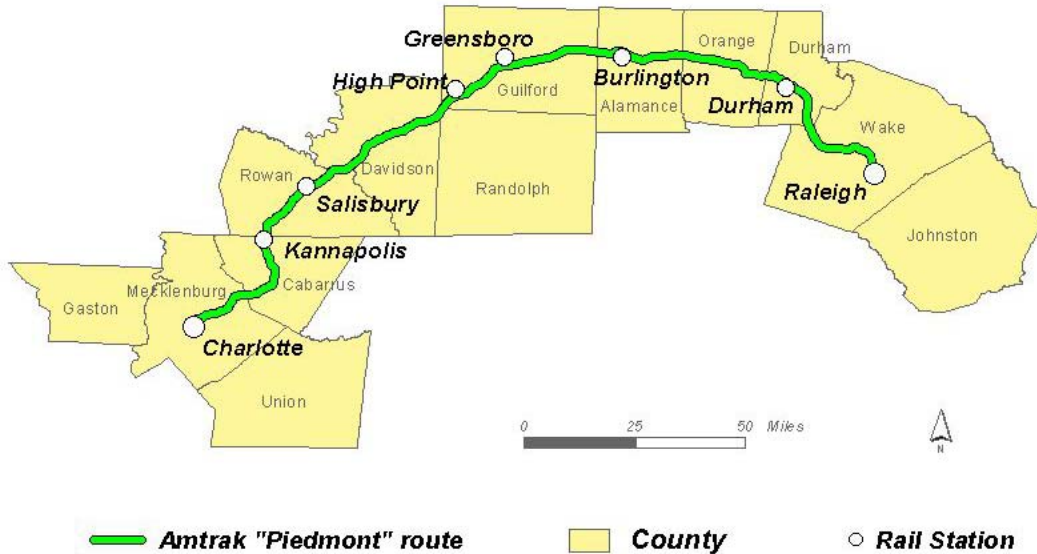 Greensboro
Orange
Durham
High Point
Burlington
Guilford
Alamance
Durham
Wake
Rowan
Davidson
Randolph
Raleigh
Salisbury
Johnston
Kannapolis
Mecklenburg
Cabarrus
Gaston
Charlotte
Union
0 25 50 Miles
N
Amtrak "Piedmont" route
County
Rail Station